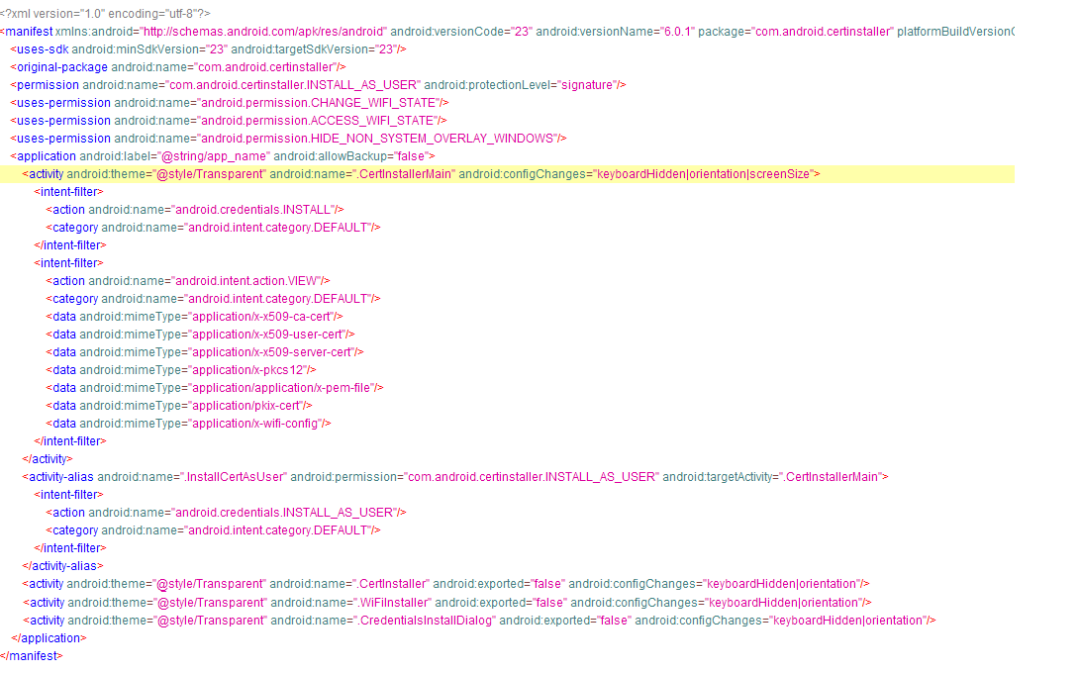 <?xml version="1.0" encoding="utf-8"?>
<manifest xmlns:android="http://schemas.android.com/apk/res/android" android:versionCode="23" android:versionName="6.0.1" package="com.android.certinstaller" platformBuildVersion
<uses-sdk android:minSdkVersion="23" android:targetSdkVersion="23"/>
<original-package android:name="com.android.certinstaller"/>
<permission android:name="com.android.certinstaller.INSTALL_AS_USER" android:protectionLevel="signature"/>
<uses-permission android:name="android.permission.CHANGE_WIFI_STATE"/>
<uses-permission android:name="android.permission.ACCESS_WIFI_STATE"/>
<uses-permission android:name="android.permission.HIDE_NON_SYSTEM_OVERLAY_WINDOWS"/>
<application android:label="@string/app_name" android:allowBackup="false">
<activity android:theme="@style/Transparent" android:name=".CertInstallerMain" android:configChanges="keyboardHidden|orientation|screenSize">
<intent-filter>
<action android:name="android.credentials.INSTALL"/>
<category android:name="android.intent.category.DEFAULT"/>
</intent-filter>
<intent-filter>
<action android:name="android.intent.action.VIEW"/>
<category android:name="android.intent.category.DEFAULT"/>
<data android:mimeType="application/x-x509-ca-cert"/>
<data android:mimeType="application/x-x509-user-cert"/>
<data android:mimeType="application/x-x509-server-cert"/>
<data android:mimeType="application/x-pkcs12"/>
<data android:mimeType="application/application/x-pem-file"/>
<data android:mimeType="application/pkix-cert"/>
<data android:mimeType="application/x-wifi-config"/>
</intent-filter>
</activity>
<activity-alias android:name=".InstallCertAsUser" android:permission="com.android.certinstaller.INSTALL_AS_USER" android:targetActivity=".CertInstallerMain">
<intent-filter>
<action android:name="android.credentials.INSTALL_AS_USER"/>
<category android:name="android.intent.category.DEFAULT"/>
</intent-filter>
</activity-alias>
<activity android:theme="@style/Transparent" android:name=".CertInstaller" android:exported="false" android:configChanges="keyboardHidden|orientation"/>
<activity android:theme="@style/Transparent" android:name=".WiFiInstaller" android:exported="false" android:configChanges="keyboardHidden|orientation"/>
<activity android:theme="@style/Transparent" android:name=".CredentialsInstallDialog" android:exported="false" android:configChanges="keyboardHidden|orientation"/>
</application>
</manifest>